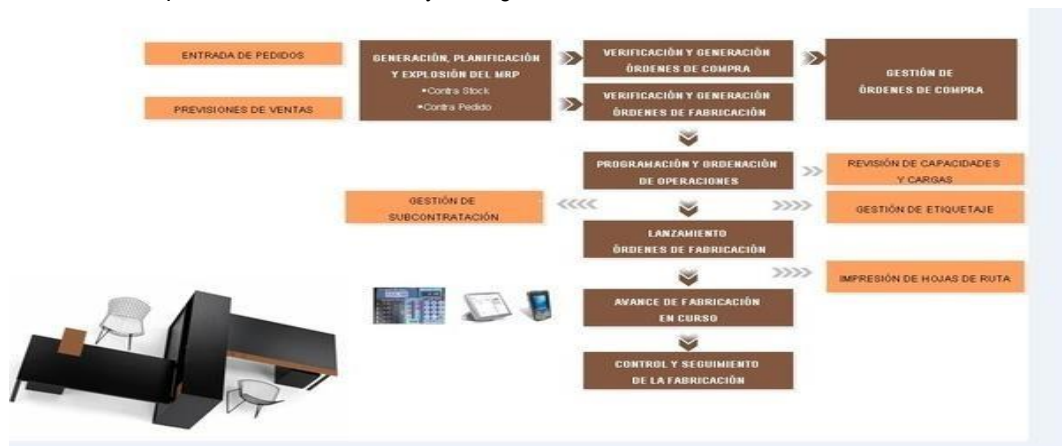 ENTRADA DE PEDIDOS
PREVISIONES DE VENTAS
GENERACIÓN, PLANIFICACIÓN
Y EXPLOSIÓN DEL MRP
▪Contra Stock
▪Contra Pedido
VERIFICACIÓN Y GENERACIÓN
ÓRDENES DE COMPRA
VERIFICACIÓN Y GENERACIÓN
ÓRDENES DE FABRICACIÓN
GESTIÓN DE
ÓRDENES DE COMPRA
PROGRAMACIÓN Y ORDENACIÓN
DE OPERACIONES
REVISIÓN DE CAPACIDADES
Y CARGAS
GESTIÓN DE
SUBCONTRATACIÓN
GESTIÓN DE ETIQUETAJE
LANZAMIENTO
ÓRDENES DE FABRICACIÓN
IMPRESIÓN DE HOJAS DE RUTA
AVANCE DE FABRICACIÓN
EN CURSO
CONTROL Y SEGUIMIENTO
DE LA FABRICACIÓN